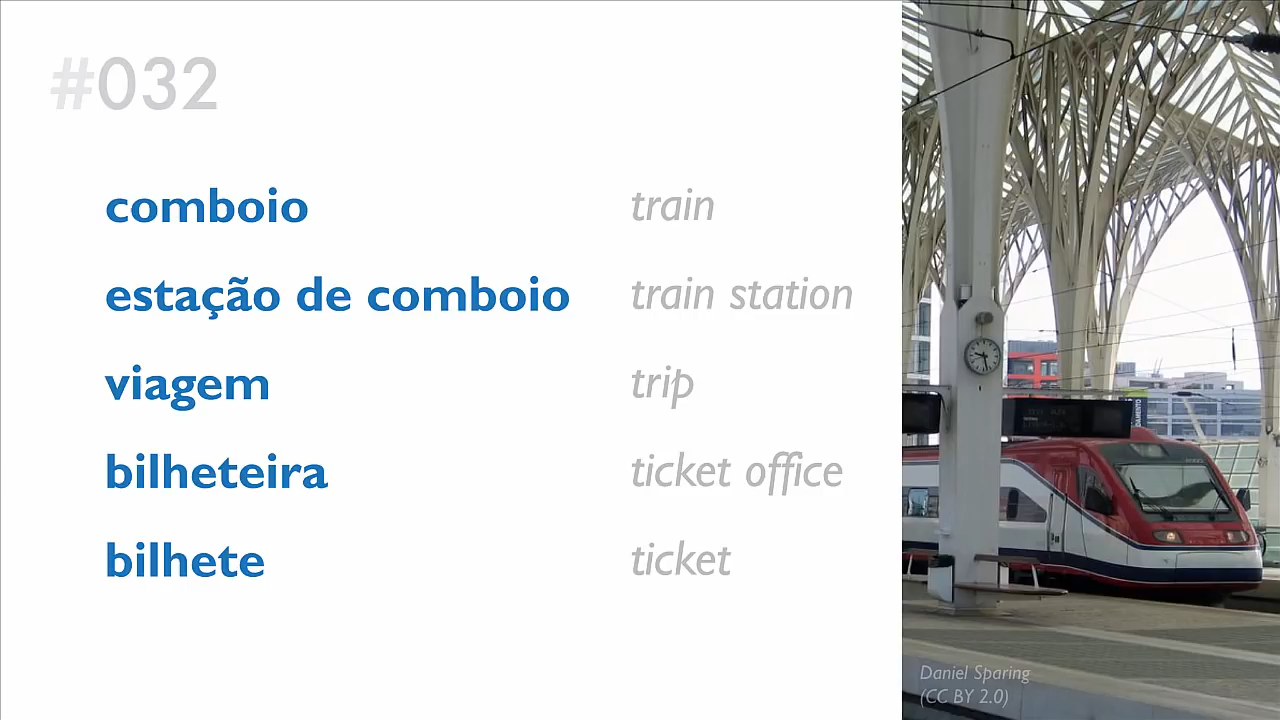 #032
comboio train
estação de comboio train station
viagem trip
bilheteira ticket office
bilhete ticket
Daniel Sparing
(CC BY 2.0)